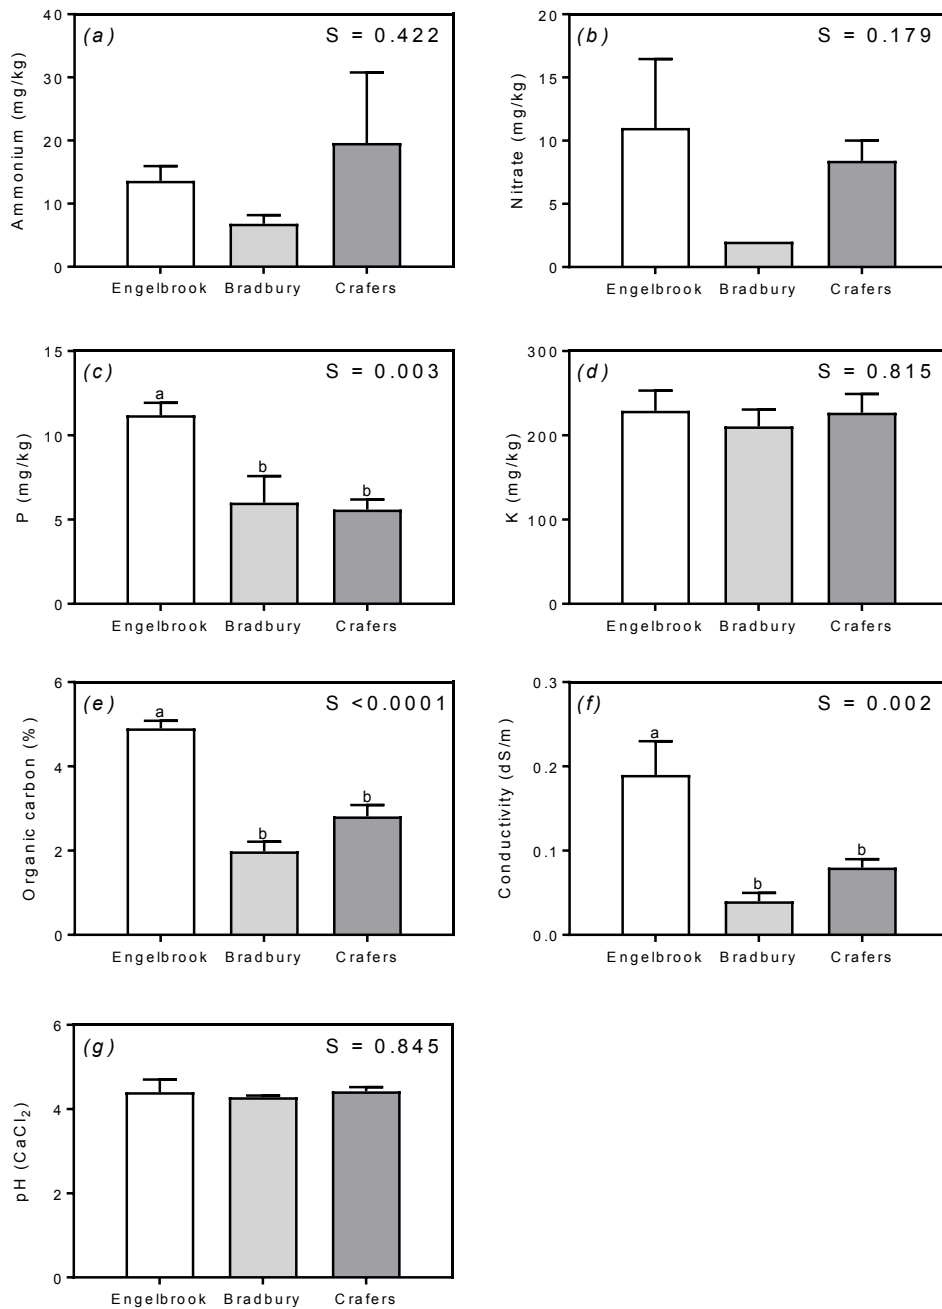 (a) S = 0.422
Ammonium (mg/kg)
40
30
20
10
0
Engelbrook Bradbury Crafers
(b) S = 0.179
Nitrate (mg/kg)
20
15
10
5
0
Engelbrook Bradbury Crafers
(c) S = 0.003
P (mg/kg)
15
10
5
0
a
b
b
Engelbrook Bradbury Crafers
(d) S = 0.815
K (mg/kg)
300
200
100
0
Engelbrook Bradbury Crafers
(e) S <0.0001
Organic carbon (%)
6
4
2
0
a
b
b
Engelbrook Bradbury Crafers
(f) S = 0.002
Conductivity (dS/m)
0.3
0.2
0.1
0.0
a
b
b
Engelbrook Bradbury Crafers
(g) S = 0.845
pH (CaCl₂)
6
4
2
0
Engelbrook Bradbury Crafers